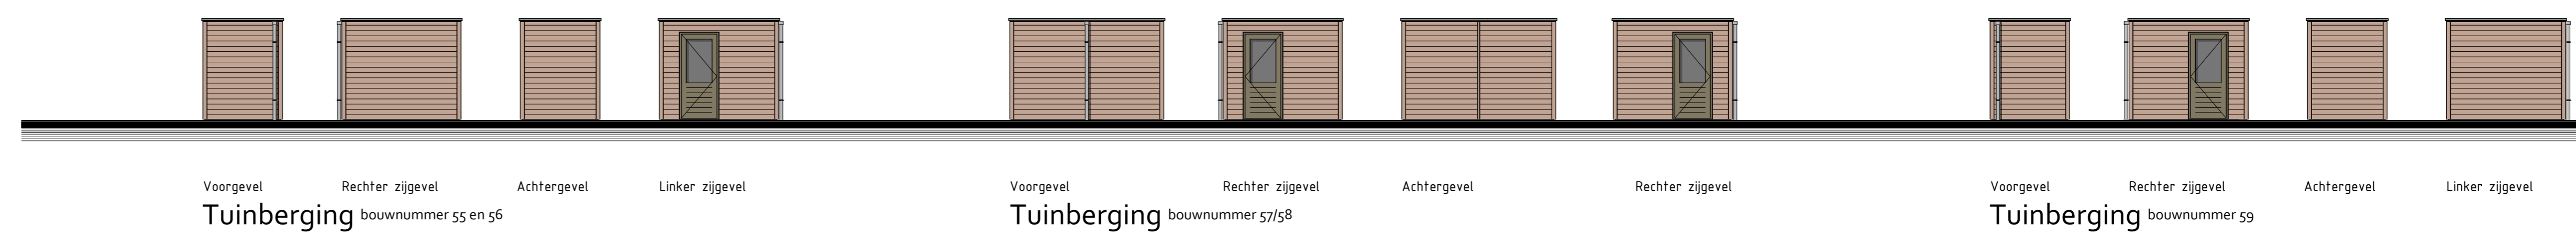 Voorgevel Rechter zijgevel Achtergevel Linker zijgevel
Tuinberging bouwnummer 55 en 56
Voorgevel Rechter zijgevel Achtergevel Rechter zijgevel
Tuinberging bouwnummer 57/58
Voorgevel Rechter zijgevel Achtergevel Linker zijgevel
Tuinberging bouwnummer 59